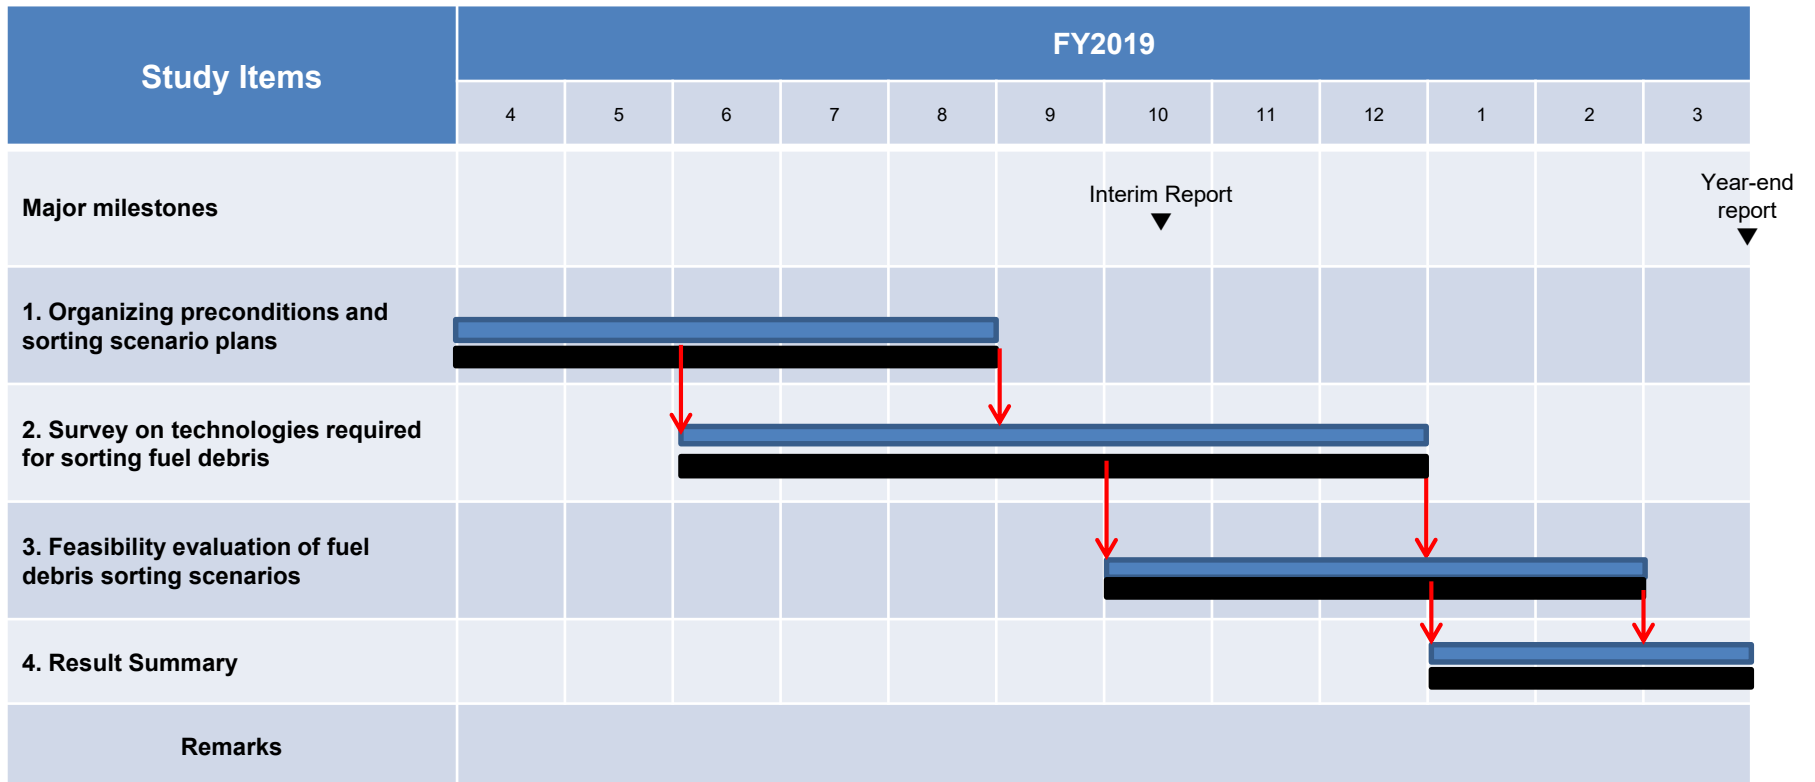 Study Items
FY2019
4 5 6 7 8 9 10 11 12 1 2 3
Major milestones
Interim Report
Year-end
report
1. Organizing preconditions and
sorting scenario plans
2. Survey on technologies required
for sorting fuel debris
3. Feasibility evaluation of fuel
debris sorting scenarios
4. Result Summary
Remarks